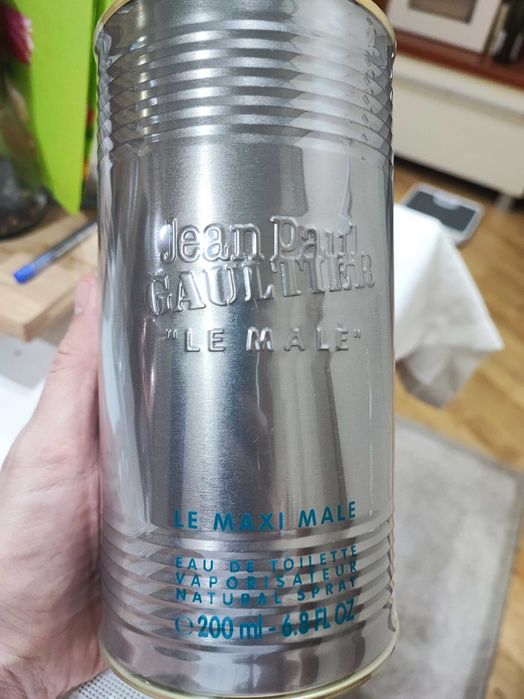 Jean Paul
GAULTIER
"LE MALE"
LE MAXI MALE
EAU DE TOILETTE
VAPORISATEUR
NATURAL SPRAY
℮ 200 ml - 6.8 FL OZ